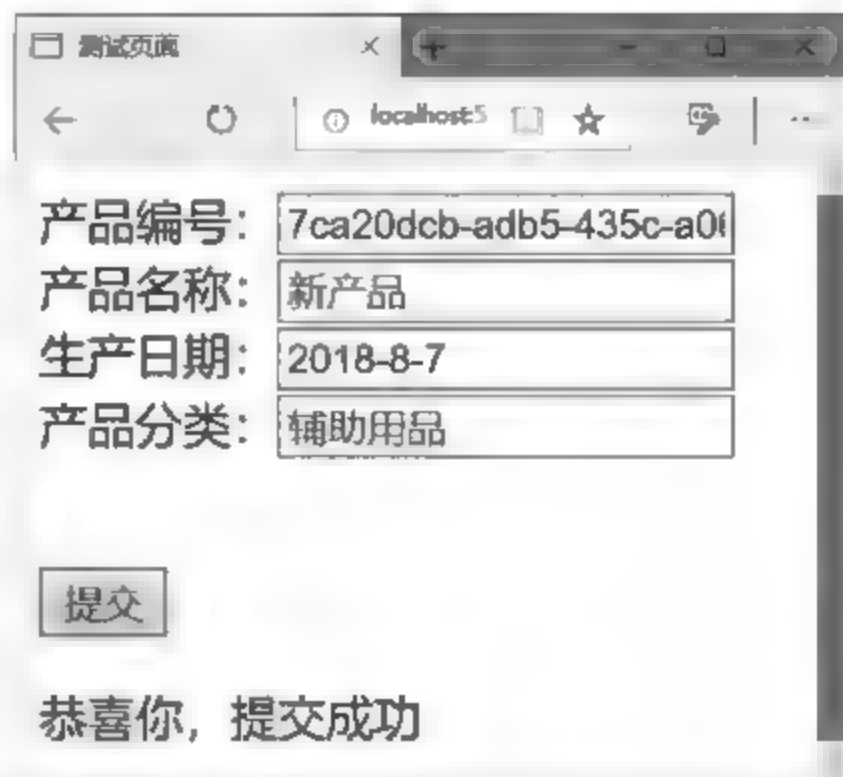 测试页面
localhost:5
产品编号： 7ca20dcb-adb5-435c-a0
产品名称： 新产品
生产日期： 2018-8-7
产品分类： 辅助用品
提交
恭喜你，提交成功